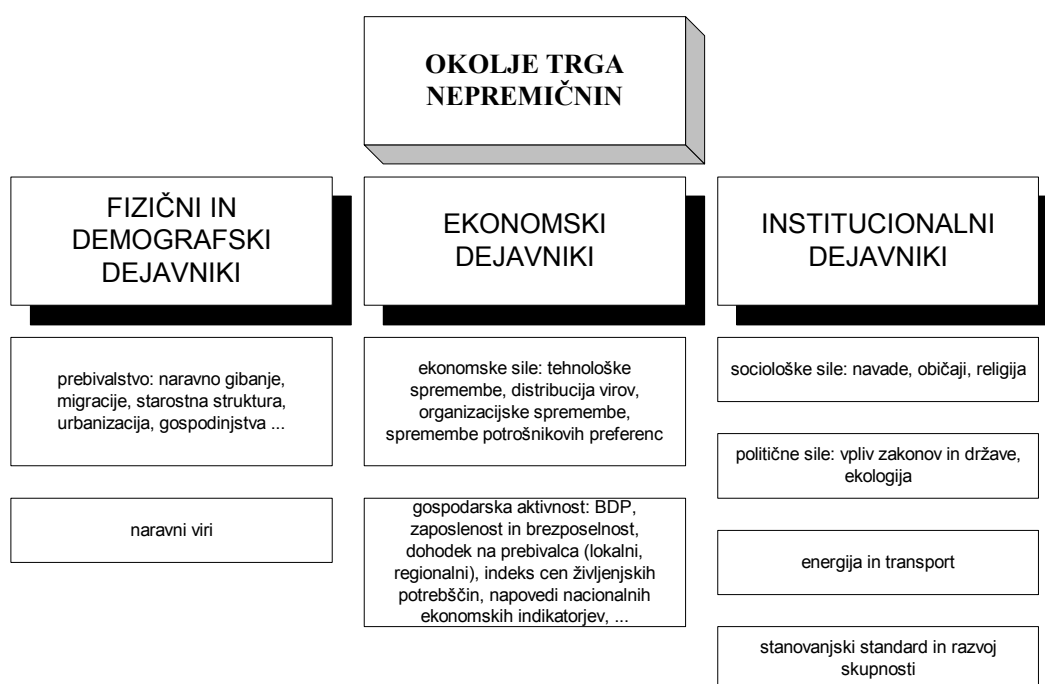 OKOLJE TRGA
NEPREMIČNIN
FIZIČNI IN
DEMOGRAFSKI
DEJAVNIKI
prebivalstvo: naravno gibanje,
migracije, starostna struktura,
urbanizacija, gospodinjstva ...
naravni viri
EKONOMSKI
DEJAVNIKI
ekonomske sile: tehnološke
spremembe, distribucija virov,
organizacijske spremembe,
spremembe potrošnikovih preferenc
gospodarska aktivnost: BDP,
zaposlenost in brezposelnost,
dohodek na prebivalca (lokalni,
regionalni), indeks cen življenjskih
potrebščin, napovedi nacionalnih
ekonomskih indikatorjev, ...
INSTITUCIONALNI
DEJAVNIKI
sociološke sile: navade, običaji, religija
politične sile: vpliv zakonov in države,
ekologija
energija in transport
stanovanjski standard in razvoj
skupnosti